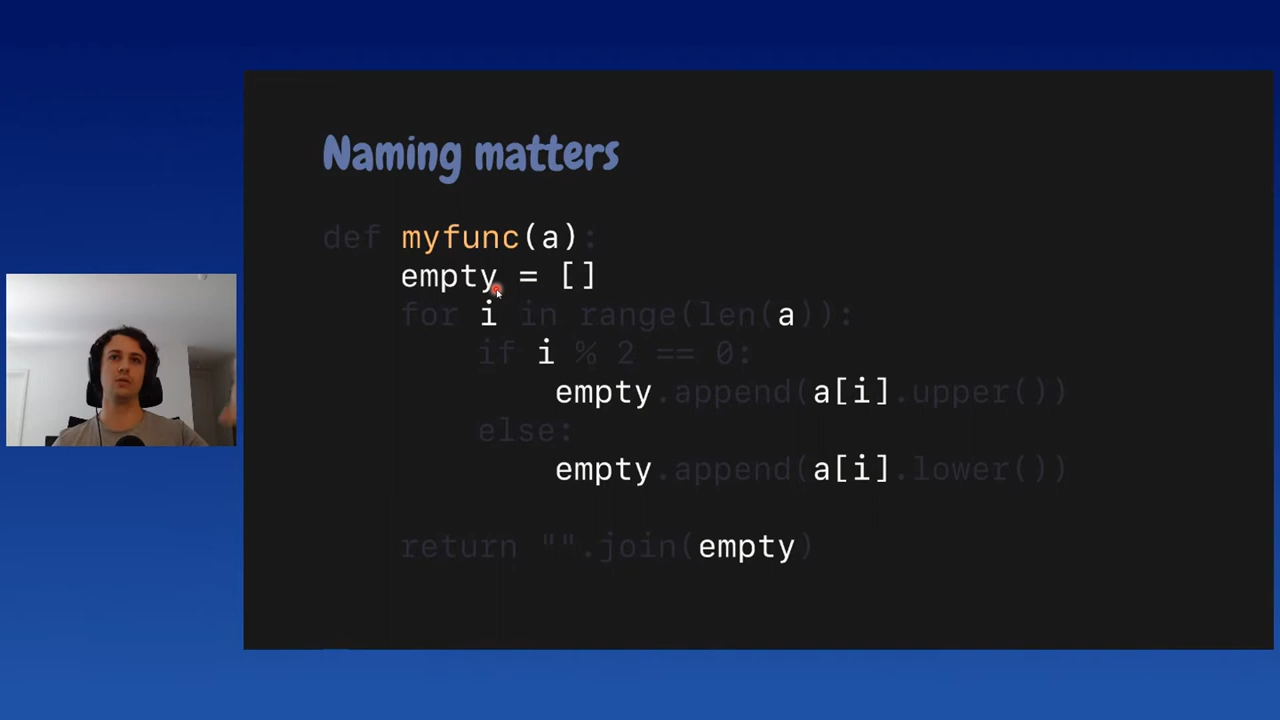 Naming matters
def myfunc(a):
    empty = []
    for i in range(len(a)):
        if i % 2 == 0:
            empty.append(a[i].upper())
        else:
            empty.append(a[i].lower())
    return "".join(empty)